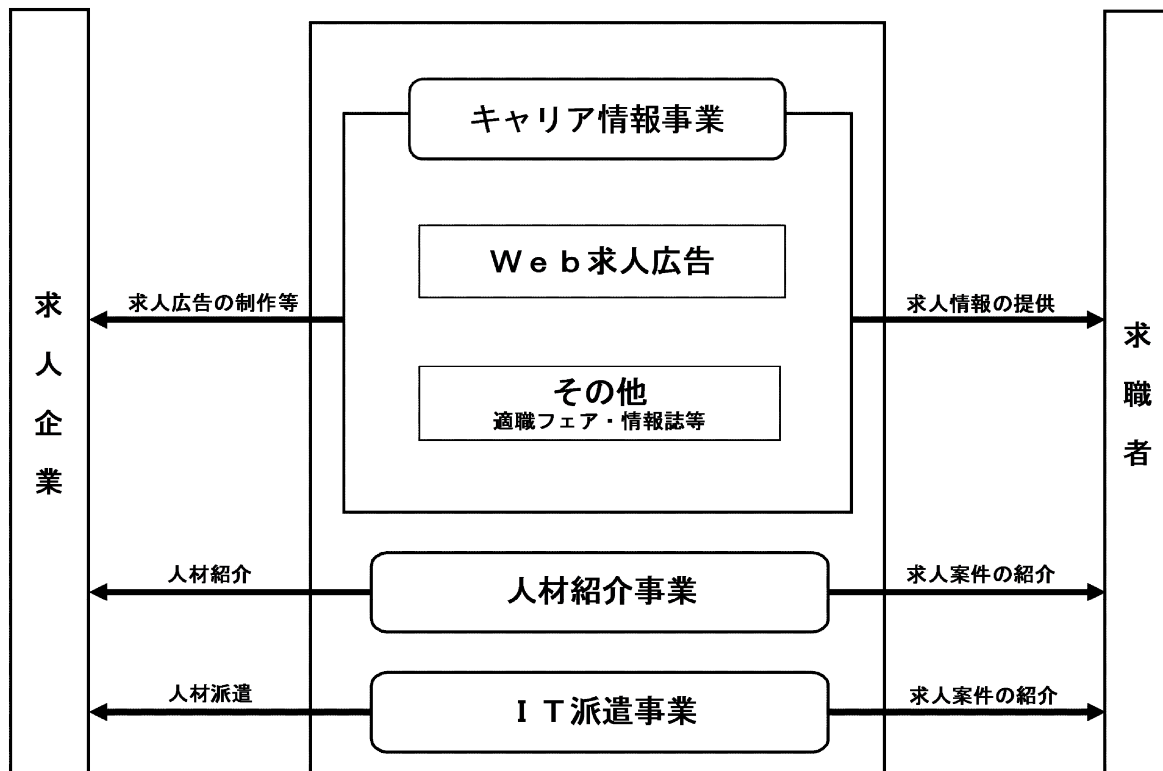 キャリア情報事業
Ｗｅｂ求人広告
求人企業
求人広告の制作等
求人情報の提供
求職者
その他
適職フェア・情報誌等
人材紹介
人材紹介事業
求人案件の紹介
人材派遣
ＩＴ派遣事業
求人案件の紹介